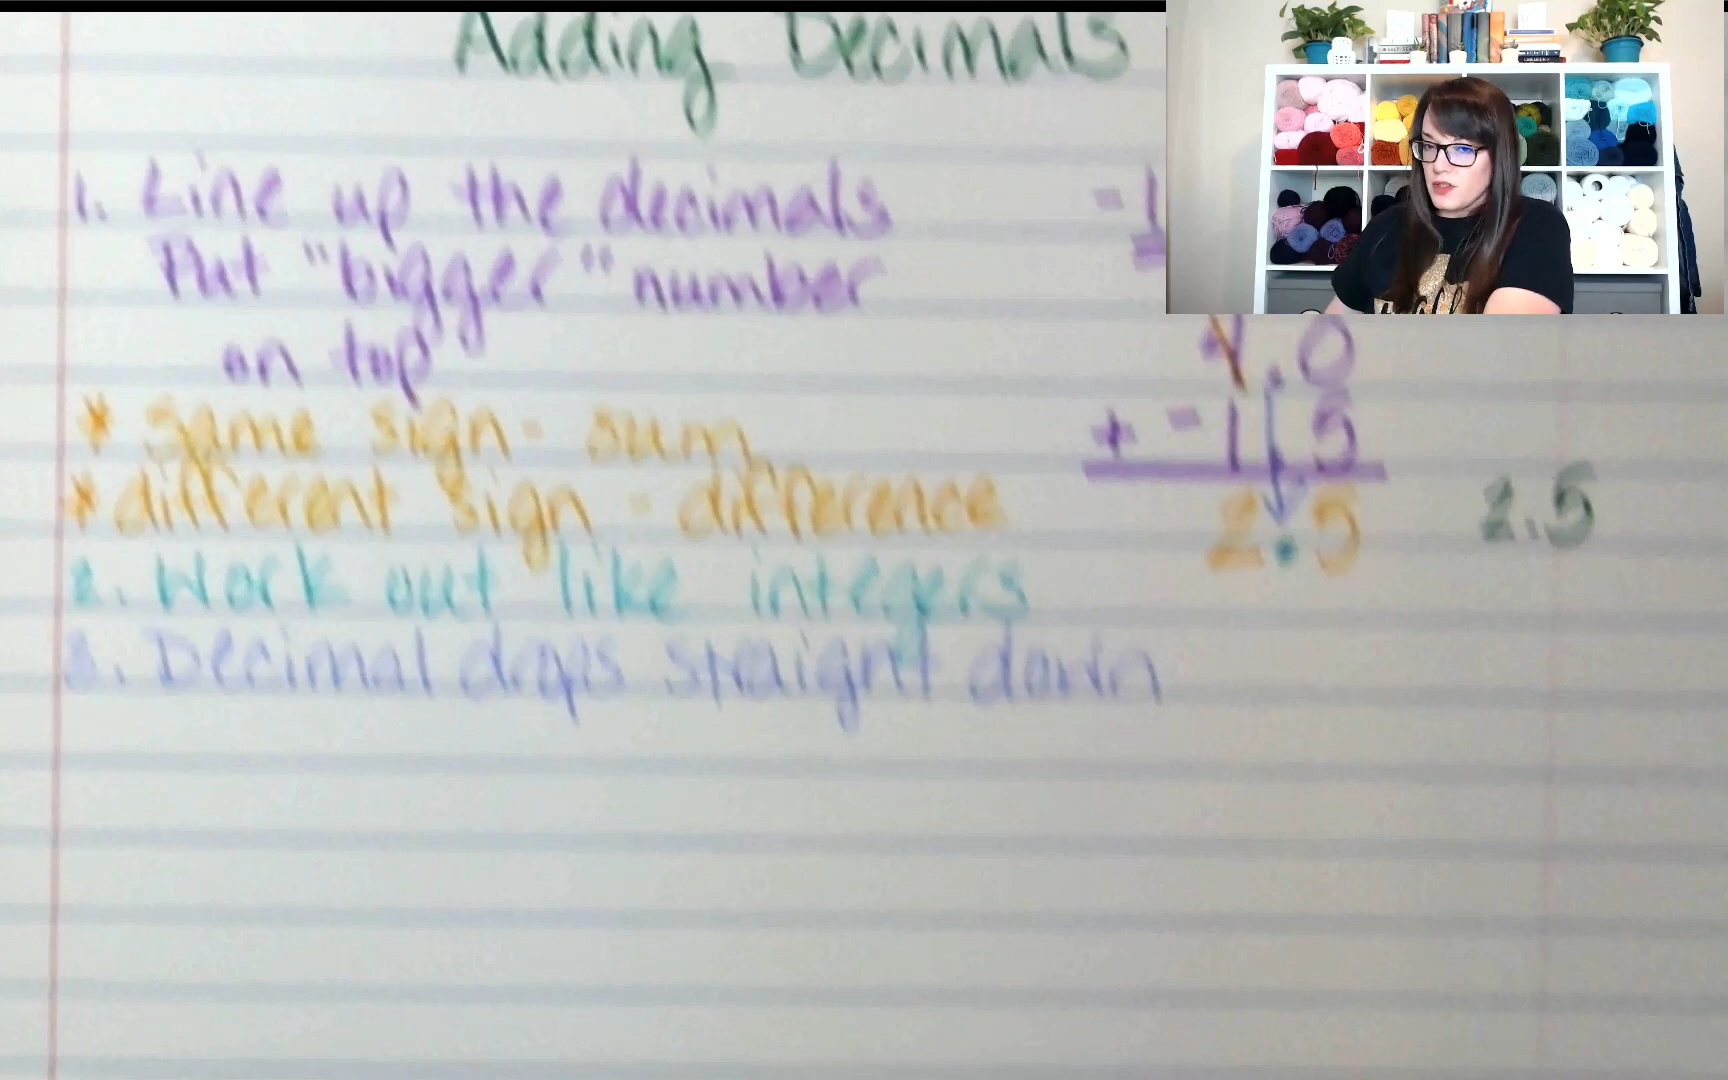 Adding Decimals
1. Line up the decimals
Put "bigger" number
on top
* Same sign - sum
* different sign - difference
2. Work out like integers
3. Decimal drops straight down
-1
4.0
+ -1.5
2.5
2.5